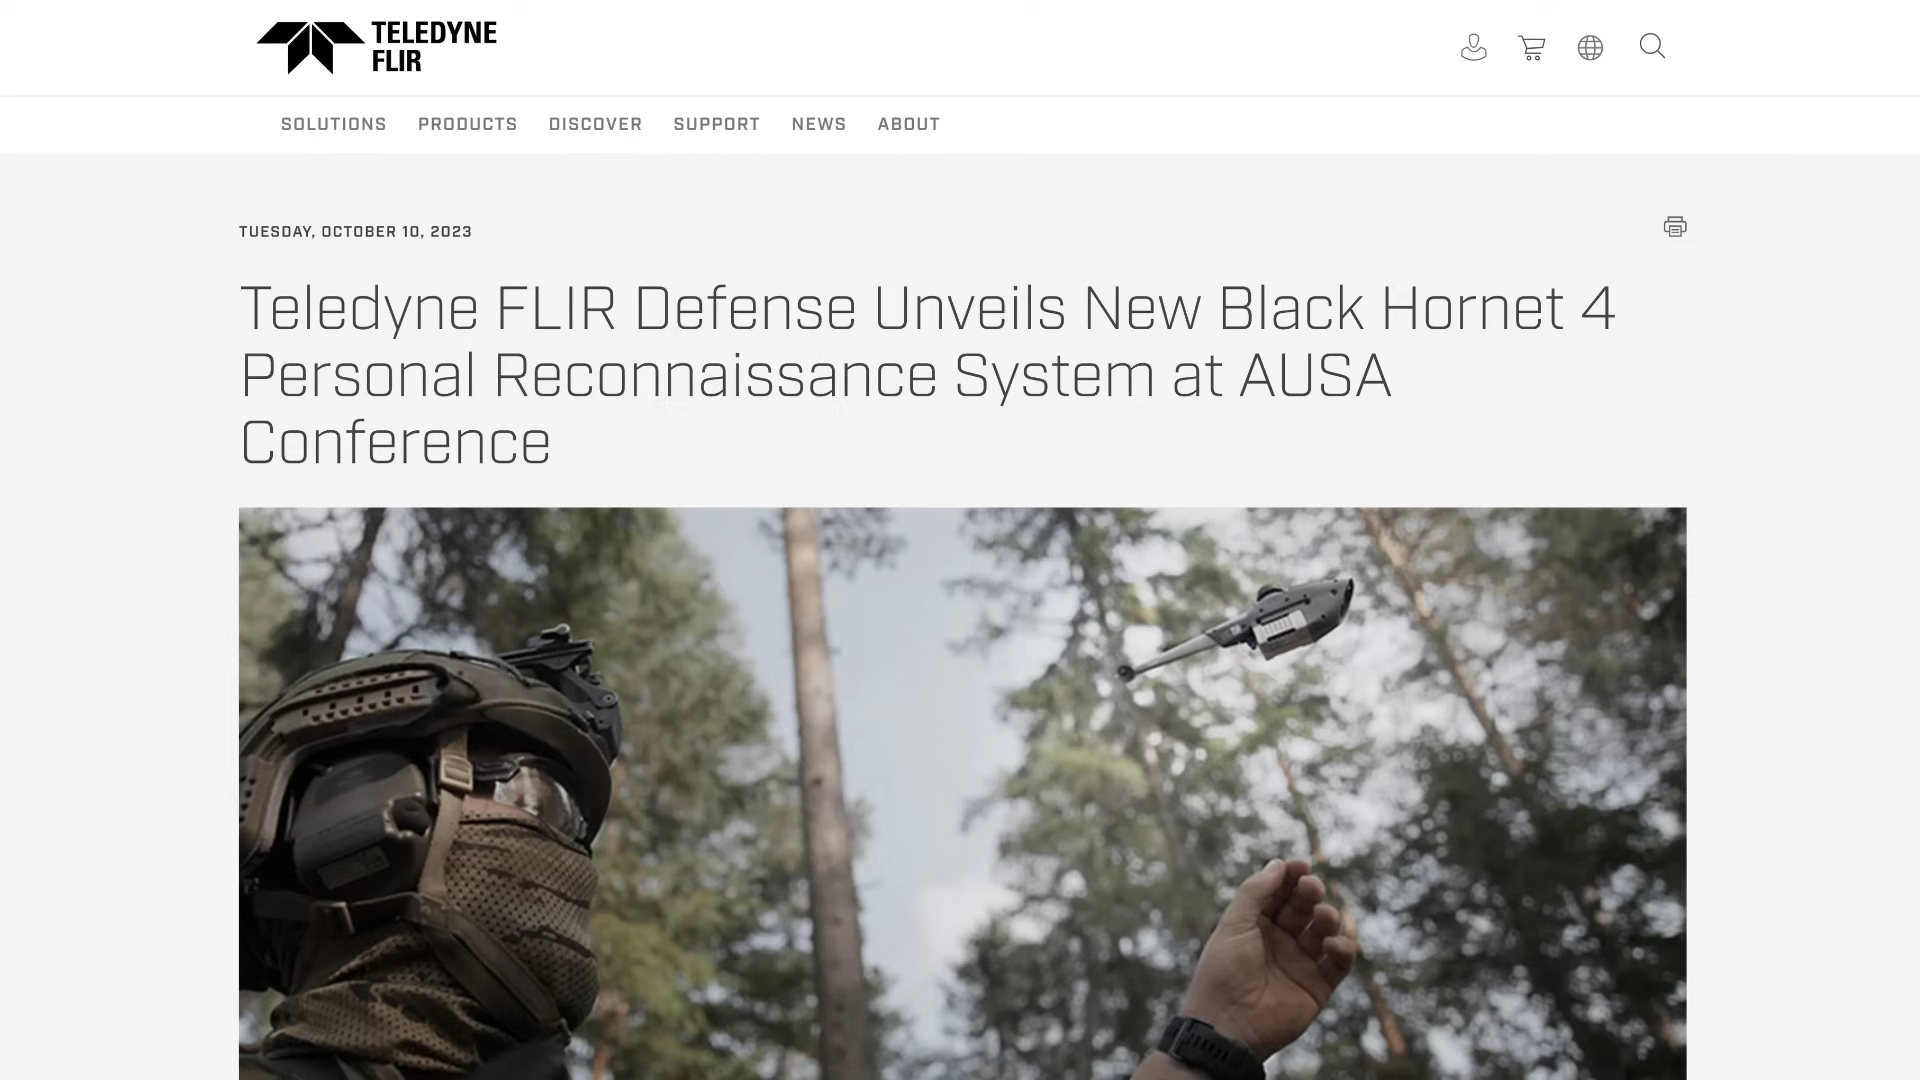 TELEDYNE
FLIR
SOLUTIONS PRODUCTS DISCOVER SUPPORT NEWS ABOUT
TUESDAY, OCTOBER 10, 2023
Teledyne FLIR Defense Unveils New Black Hornet 4
Personal Reconnaissance System at AUSA
Conference